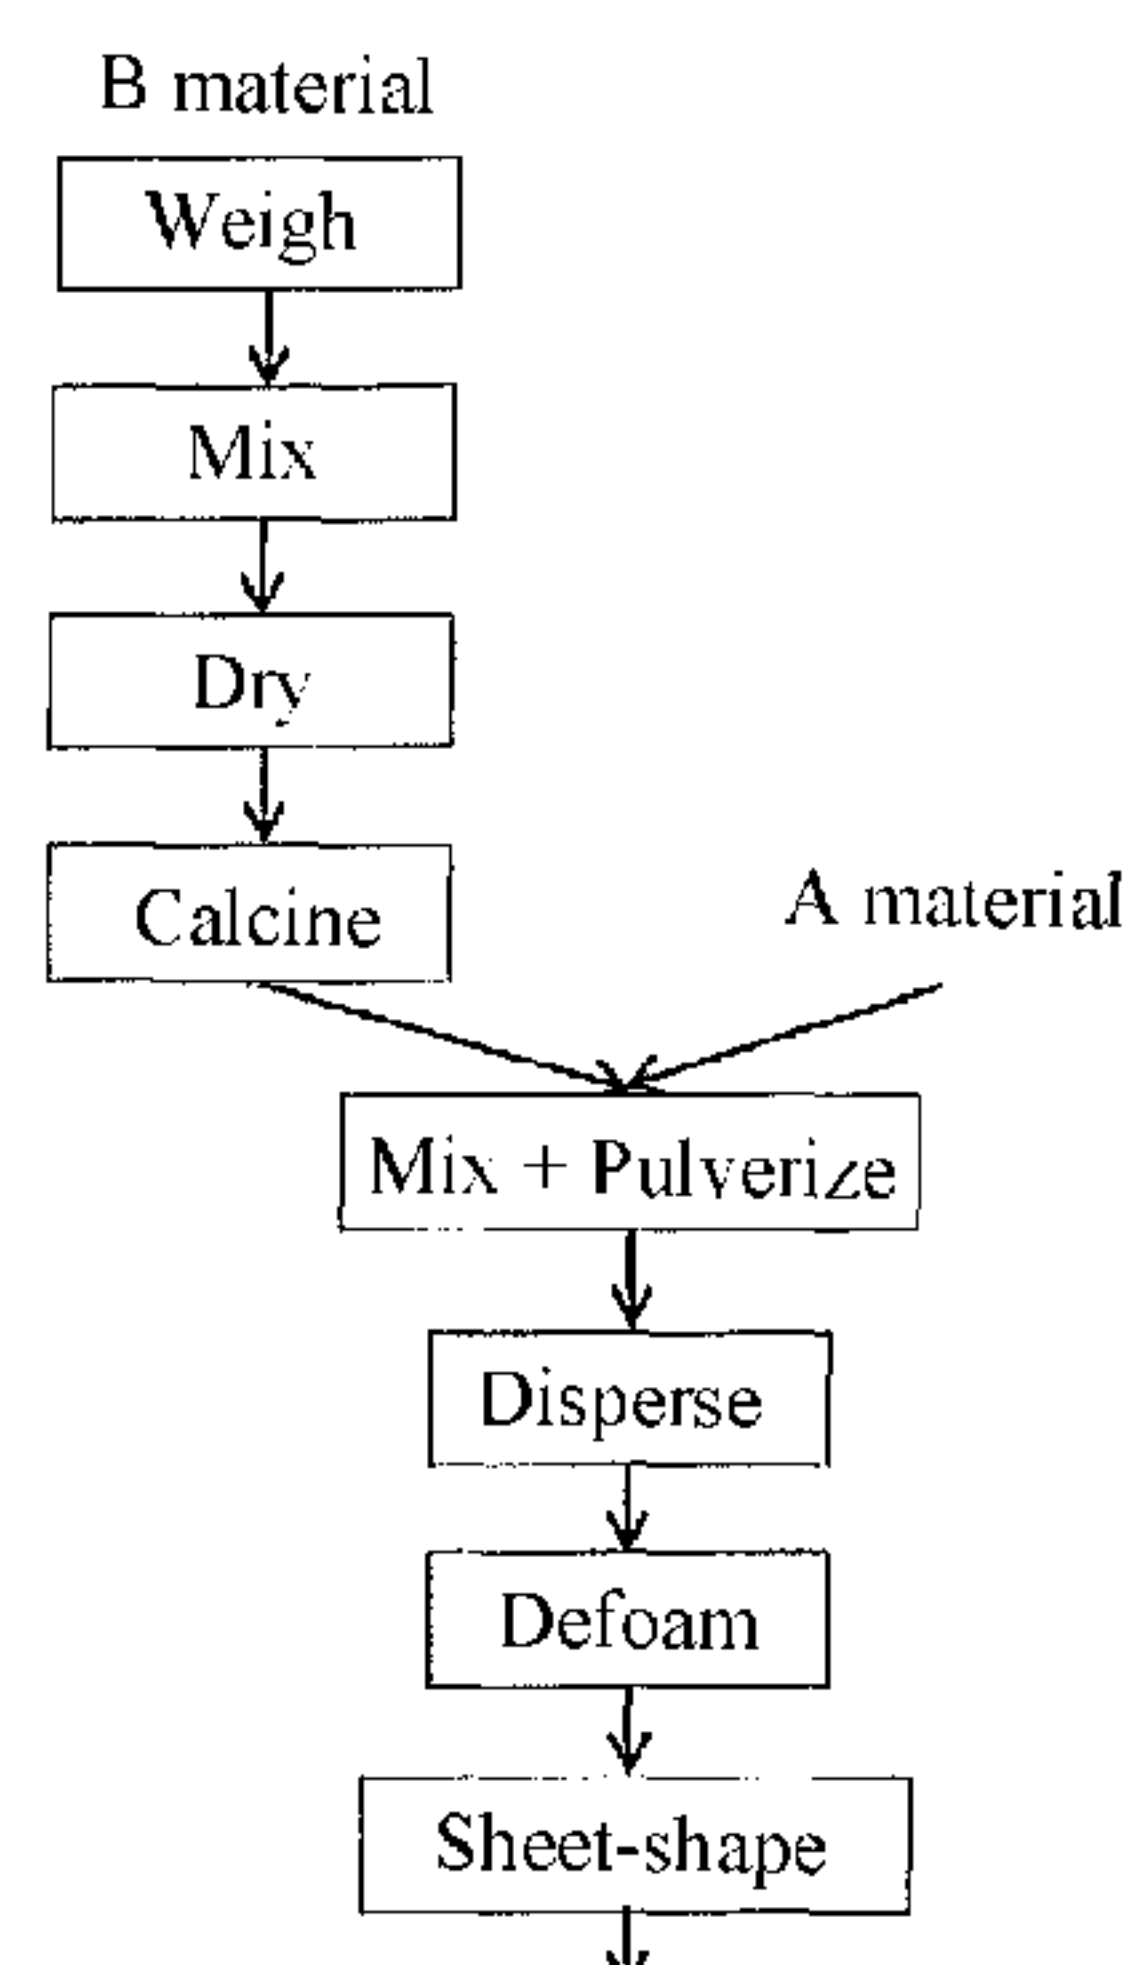 B material
Weigh
Mix
Dry
Calcine
A material
Mix + Pulverize
Disperse
Defoam
Sheet-shape